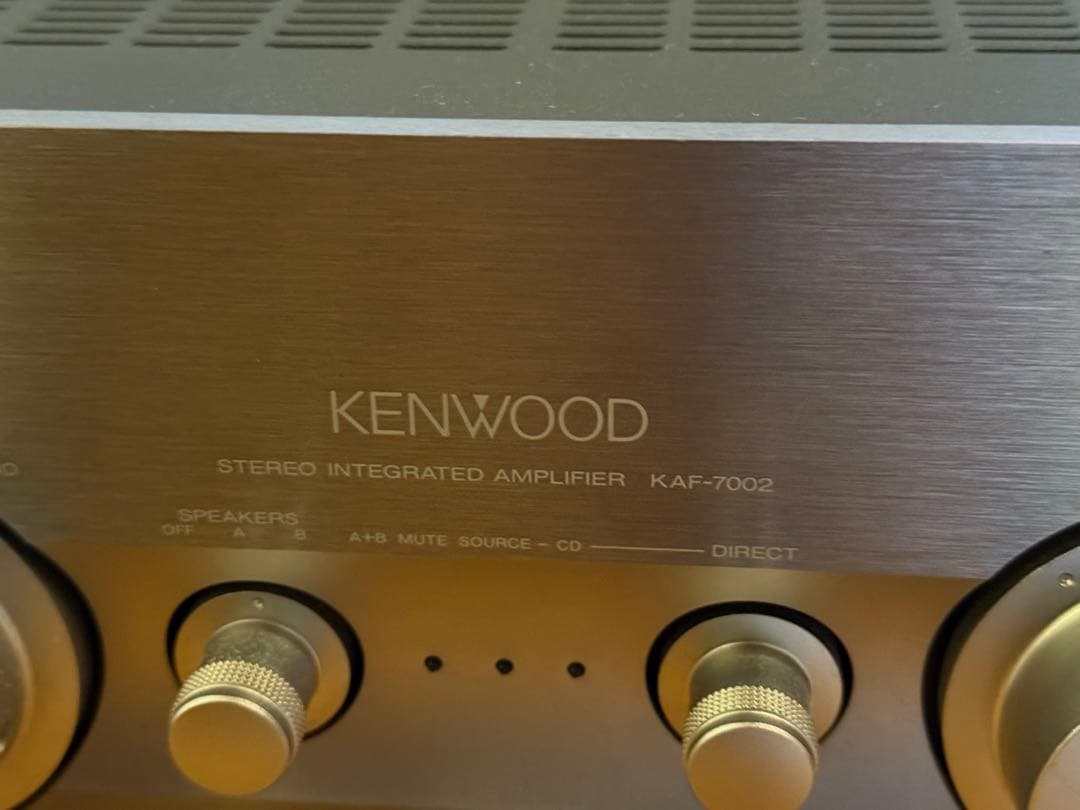 KENWOOD
STEREO INTEGRATED AMPLIFIER KAF-7002
SPEAKERS
OFF A B A+B MUTE SOURCE - CD DIRECT